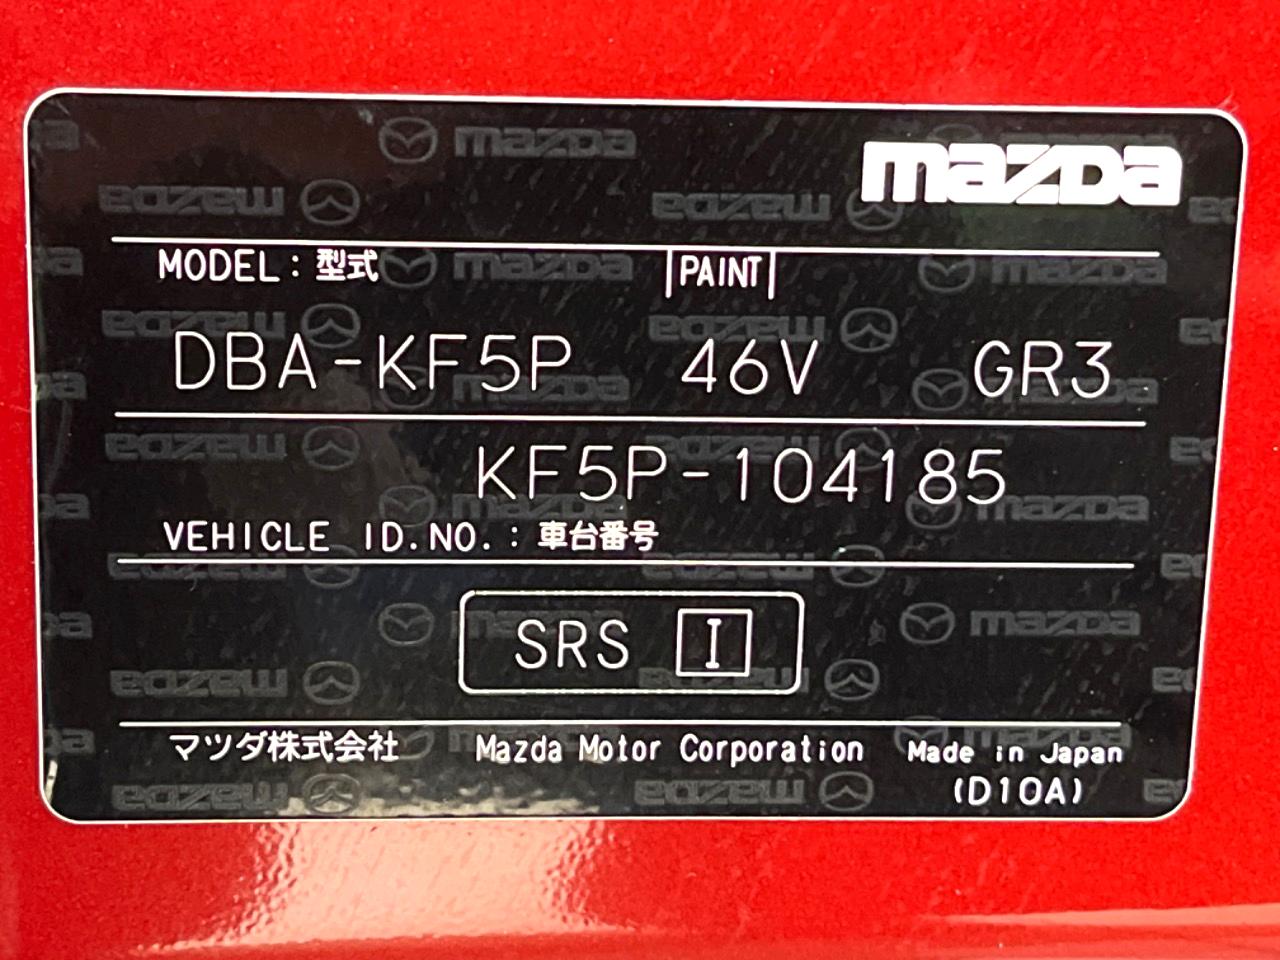 mazda
MODEL : 型式 PAINT
DBA-KF5P 46V GR3
KF5P-104185
VEHICLE ID.NO. : 車台番号
SRS I
マツダ株式会社 Mazda Motor Corporation Made in Japan
(D10A)